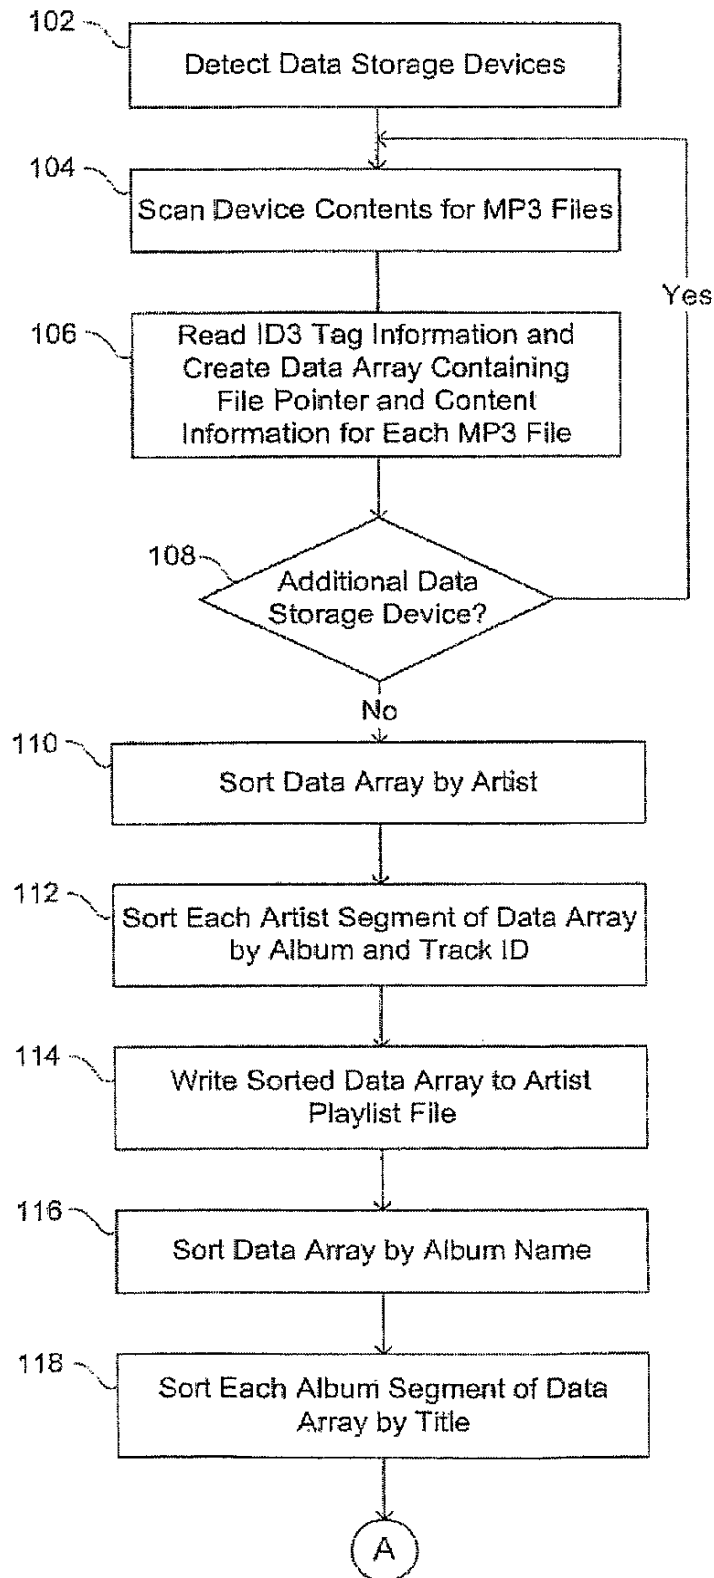 102
Detect Data Storage Devices
104
Scan Device Contents for MP3 Files
Yes
106
Read ID3 Tag Information and
Create Data Array Containing
File Pointer and Content
Information for Each MP3 File
108
Additional Data
Storage Device?
No
110
Sort Data Array by Artist
112
Sort Each Artist Segment of Data Array
by Album and Track ID
114
Write Sorted Data Array to Artist
Playlist File
116
Sort Data Array by Album Name
118
Sort Each Album Segment of Data
Array by Title
A